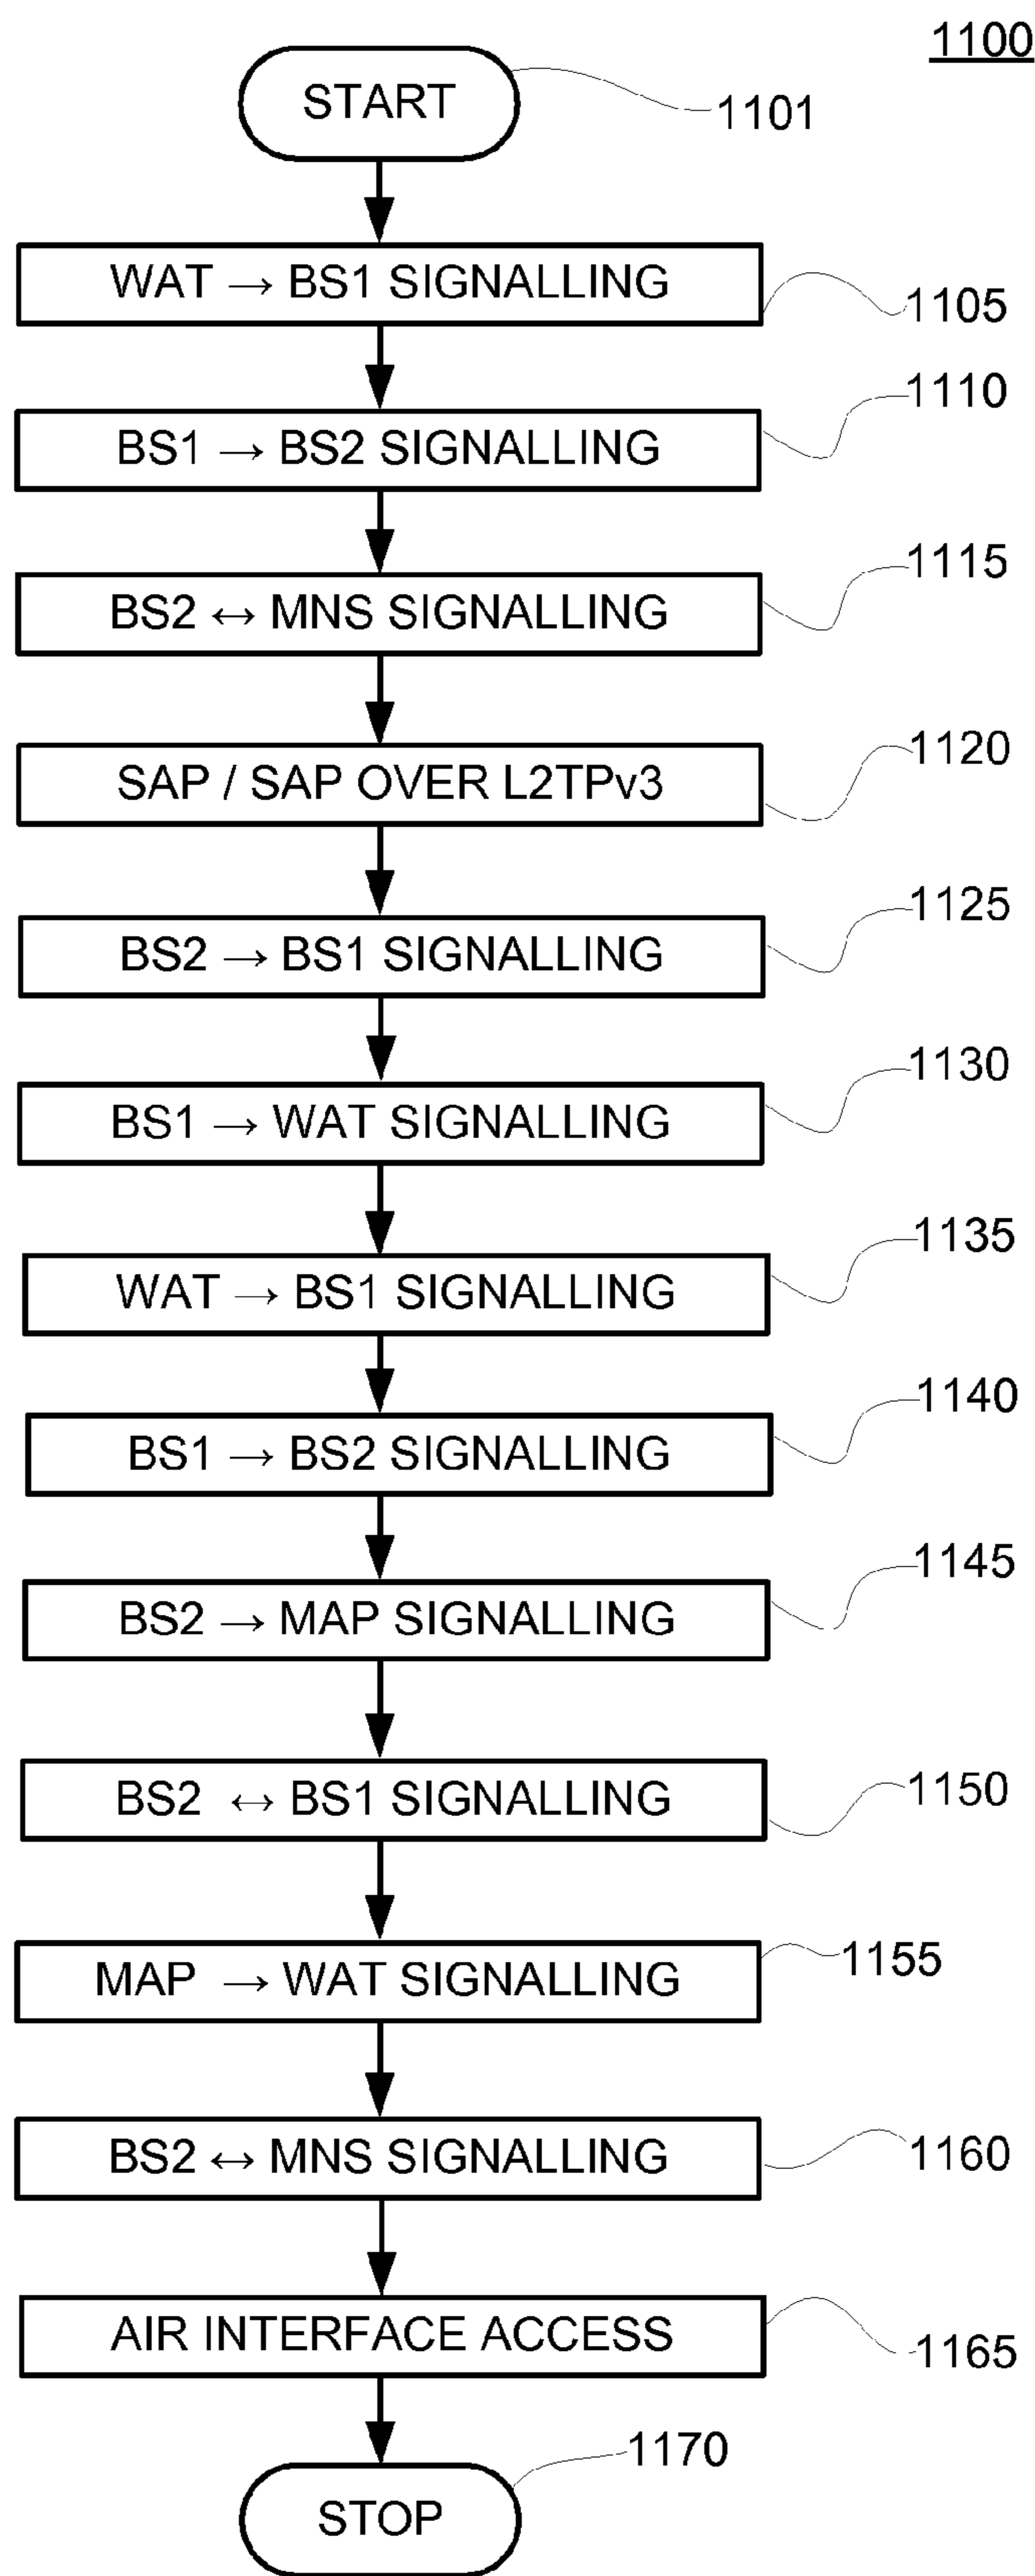 1100
START
1101
WAT → BS1 SIGNALLING
1105
BS1 → BS2 SIGNALLING
1110
BS2 ↔ MNS SIGNALLING
1115
SAP / SAP OVER L2TPv3
1120
BS2 → BS1 SIGNALLING
1125
BS1 → WAT SIGNALLING
1130
WAT → BS1 SIGNALLING
1135
BS1 → BS2 SIGNALLING
1140
BS2 → MAP SIGNALLING
1145
BS2 ↔ BS1 SIGNALLING
1150
MAP → WAT SIGNALLING
1155
BS2 ↔ MNS SIGNALLING
1160
AIR INTERFACE ACCESS
1165
STOP
1170